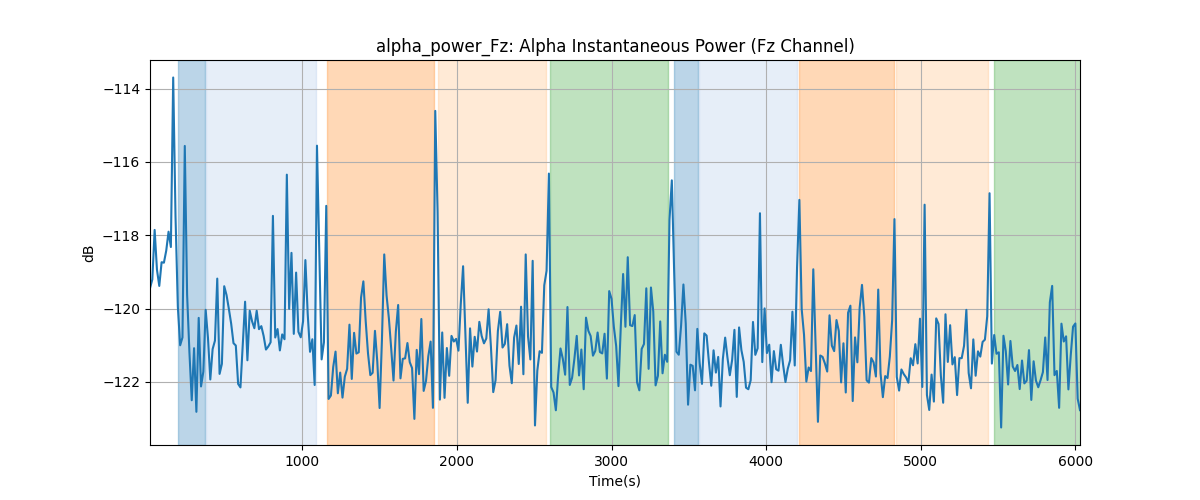 alpha_power_Fz: Alpha Instantaneous Power (Fz Channel)
dB
−114
−116
−118
−120
−122
1000 2000 3000 4000 5000 6000
Time(s)